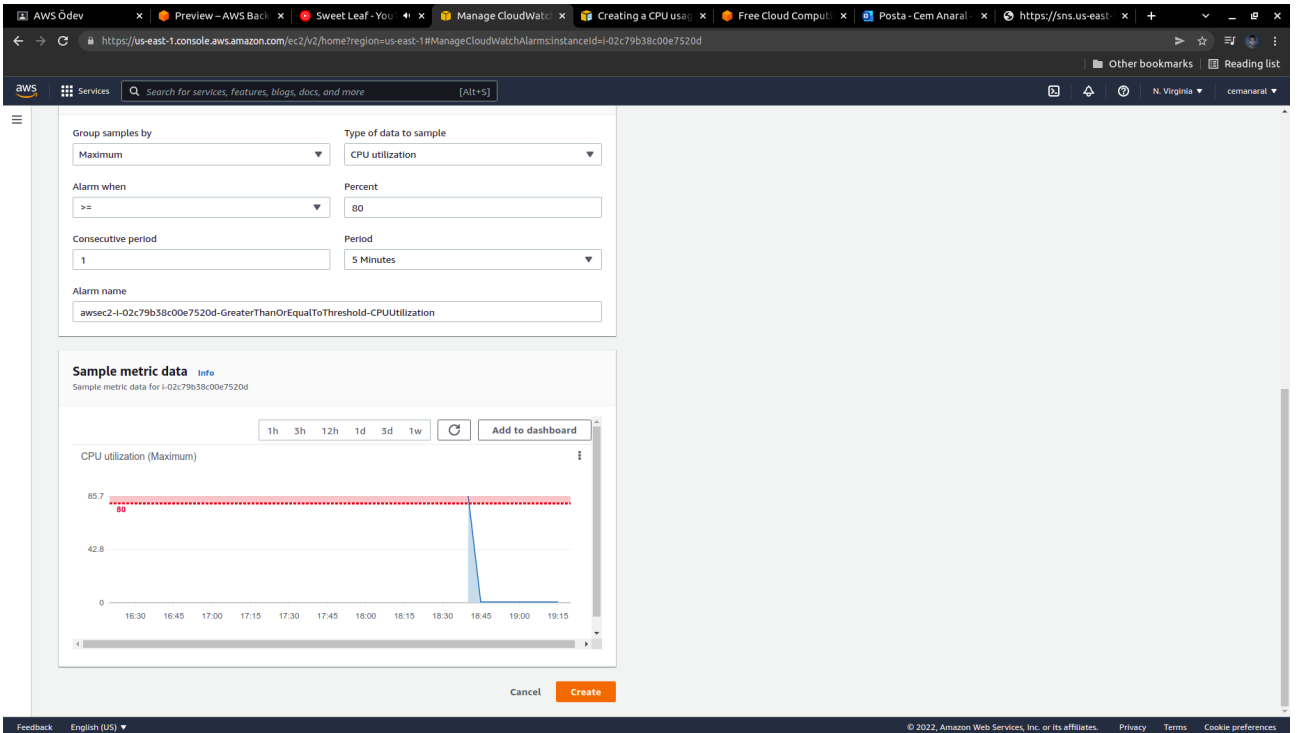 AWS Ödev
Preview – AWS Back
Sweet Leaf - You
Manage CloudWatch
Creating a CPU usag
Free Cloud Computi
Posta - Cem Anaral -
https://sns.us-east-
https://us-east-1.console.aws.amazon.com/ec2/v2/home?region=us-east-1#ManageCloudWatchAlarms:instanceId=i-02c79b38c00e7520d
Other bookmarks
Reading list
aws
Services
Search for services, features, blogs, docs, and more
[Alt+S]
N. Virginia
cemanaral
Group samples by
Type of data to sample
Maximum
CPU utilization
Alarm when
Percent
>=
80
Consecutive period
Period
1
5 Minutes
Alarm name
awsec2-i-02c79b38c00e7520d-GreaterThanOrEqualToThreshold-CPUUtilization
Sample metric data Info
Sample metric data for i-02c79b38c00e7520d
1h 3h 12h 1d 3d 1w
Add to dashboard
CPU utilization (Maximum)
85.7
80
42.8
0
16:30 16:45 17:00 17:15 17:30 17:45 18:00 18:15 18:30 18:45 19:00 19:15
Cancel
Create
Feedback
English (US)
© 2022, Amazon Web Services, Inc. or its affiliates.
Privacy
Terms
Cookie preferences